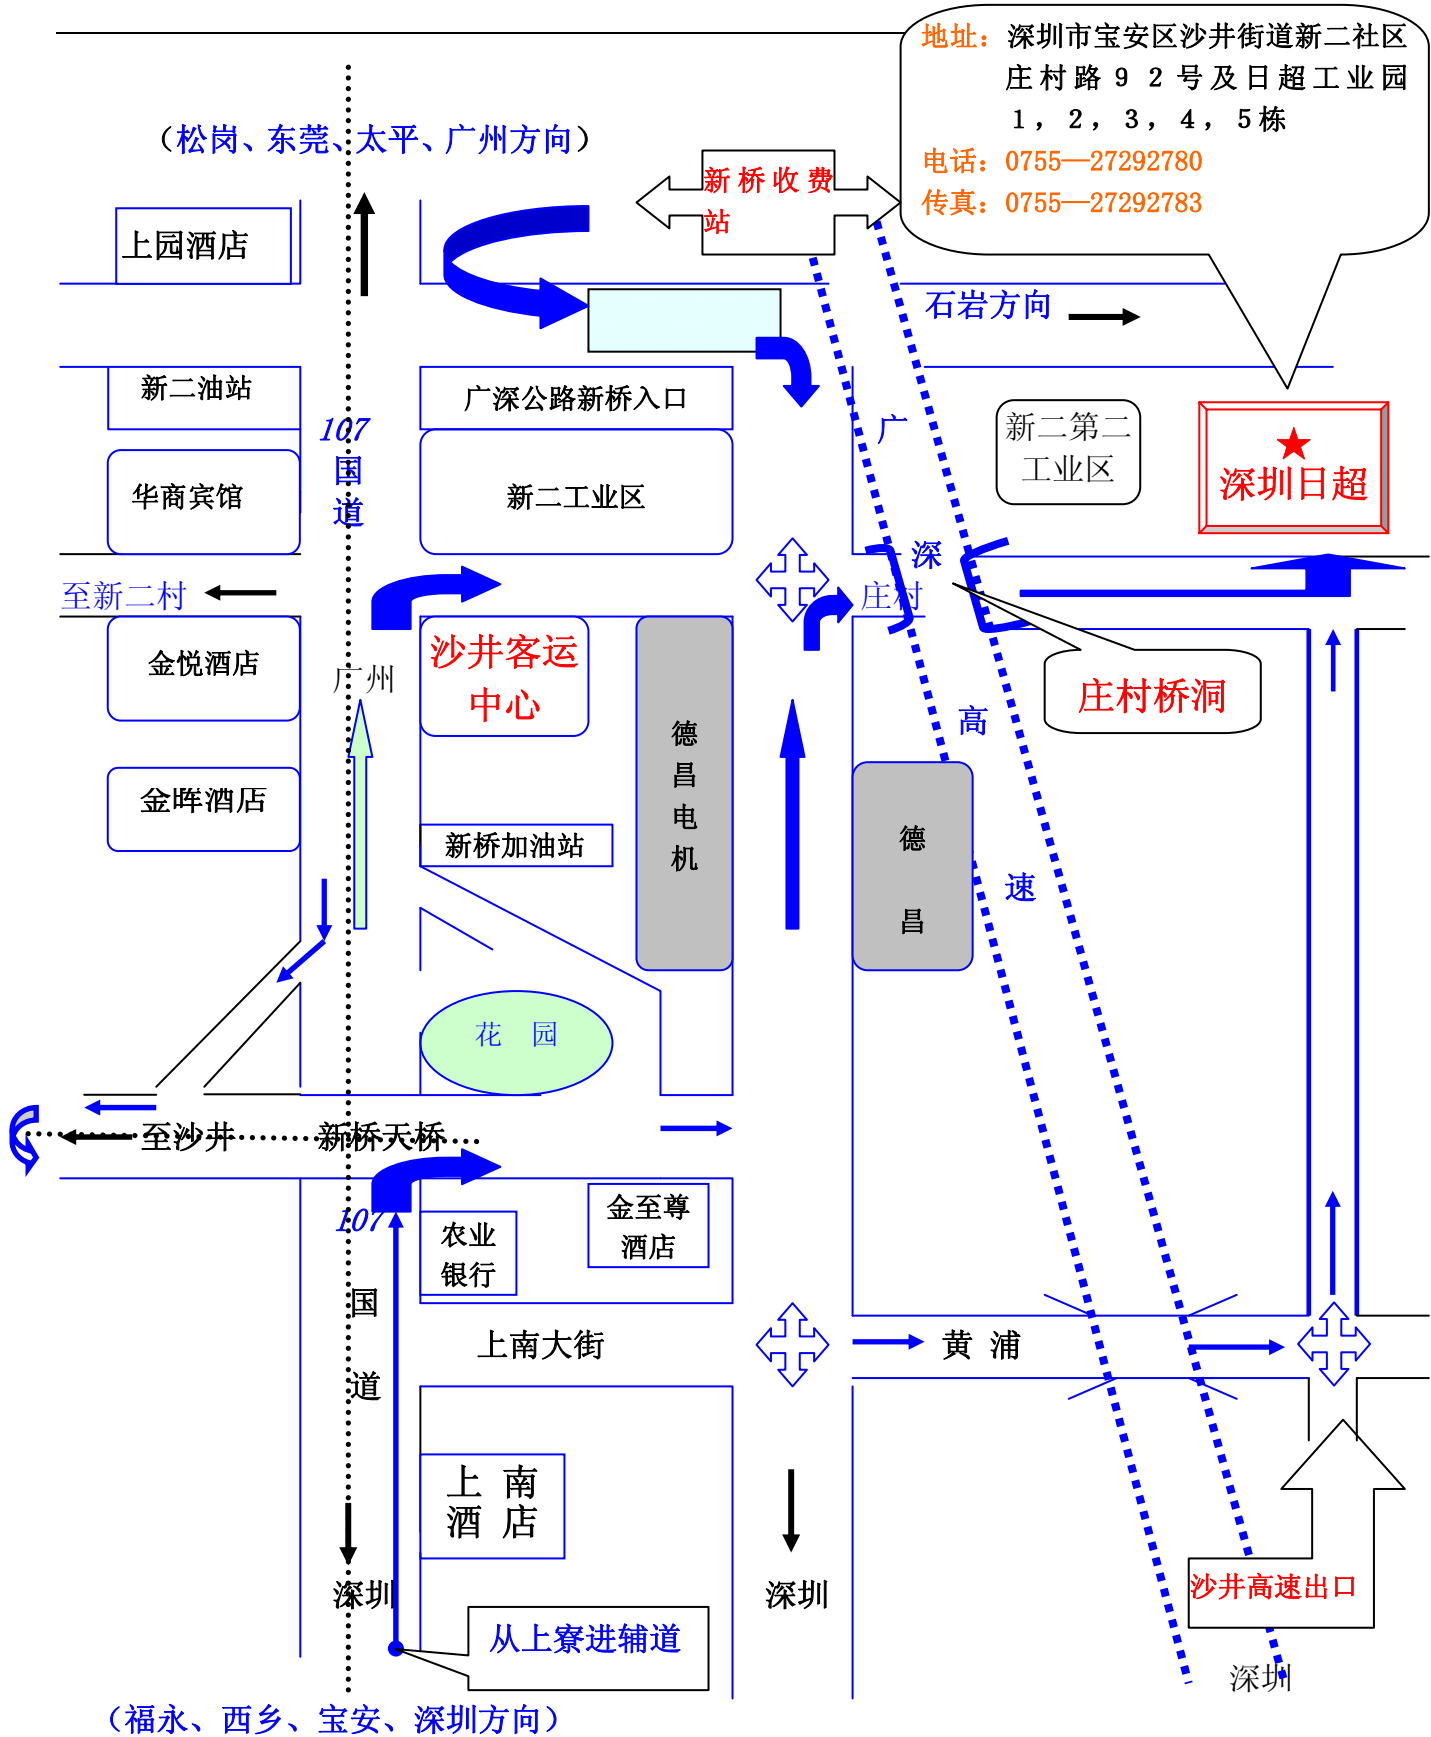 地址：深圳市宝安区沙井街道新二社区
庄村路９２号及日超工业园
１，２，３，４，５栋
电话：0755—27292780
传真：0755—27292783
（松岗、东莞、太平、广州方向）
新桥收费
站
上园酒店
石岩方向
新二油站
广深公路新桥入口
107
国
道
广
新二第二
工业区
深圳日超
华商宾馆
新二工业区
深
至新二村
庄村
金悦酒店
广州
沙井客运
中心
庄村桥洞
高
德
昌
电
机
金晖酒店
新桥加油站
德
昌
速
花　园
至沙井
新桥天桥
107
金至尊
酒店
农业
银行
国
上南大街
黄 浦
道
上 南
酒 店
深圳
深圳
沙井高速出口
从上寮进辅道
深圳
（福永、西乡、宝安、深圳方向）